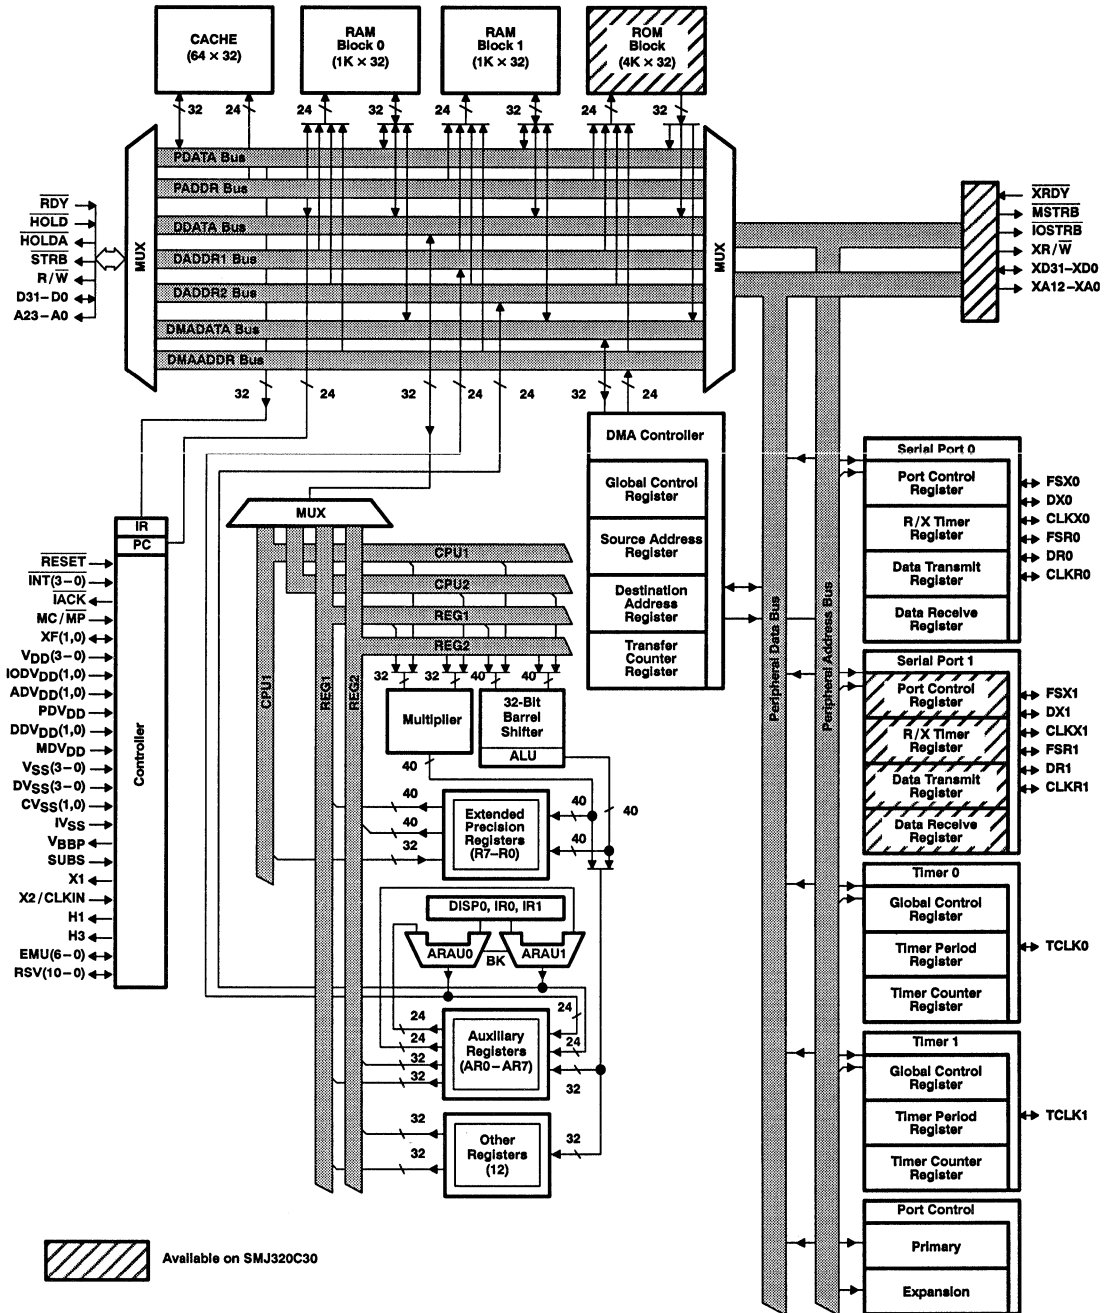 CACHE
(64 × 32)
RAM
Block 0
(1K × 32)
RAM
Block 1
(1K × 32)
ROM
Block
(4K × 32)
32
24
24
32
24
32
24
32
PDATA Bus
PADDR Bus
DDATA Bus
DADDR1 Bus
DADDR2 Bus
DMADATA Bus
DMAADDR Bus
MUX
MUX
RDY
HOLD
HOLDA
STRB
R/W
D31–D0
A23–A0
XRDY
MSTRB
IOSTRB
XR/W
XD31–XD0
XA12–XA0
32
24
32
24
24
32
24
DMA Controller
Global Control
Register
Source Address
Register
Destination
Address
Register
Transfer
Counter
Register
Peripheral Data Bus
Peripheral Address Bus
IR
PC
Controller
RESET
INT(3–0)
IACK
MC/MP
XF(1,0)
VDD(3–0)
IODVDD(1,0)
ADVDD(1,0)
PDVDD
DDVDD(1,0)
MDVDD
VSS(3–0)
DVSS(3–0)
CVSS(1,0)
IVSS
VBBP
SUBS
X1
X2/CLKIN
H1
H3
EMU(6–0)
RSV(10–0)
MUX
CPU1
CPU2
REG1
REG2
CPU1
REG1
REG2
32
32
40
40
Multiplier
32-Bit
Barrel
Shifter
ALU
40
40
40
32
40
40
40
Extended
Precision
Registers
(R7–R0)
DISP0, IR0, IR1
ARAU0
BK
ARAU1
24
24
24
24
32
32
32
Auxiliary
Registers
(AR0–AR7)
32
32
32
Other
Registers
(12)
Serial Port 0
Port Control
Register
R/X Timer
Register
Data Transmit
Register
Data Receive
Register
FSX0
DX0
CLKX0
FSR0
DR0
CLKR0
Serial Port 1
Port Control
Register
R/X Timer
Register
Data Transmit
Register
Data Receive
Register
FSX1
DX1
CLKX1
FSR1
DR1
CLKR1
Timer 0
Global Control
Register
Timer Period
Register
Timer Counter
Register
TCLK0
Timer 1
Global Control
Register
Timer Period
Register
Timer Counter
Register
TCLK1
Port Control
Primary
Expansion
Available on SMJ320C30